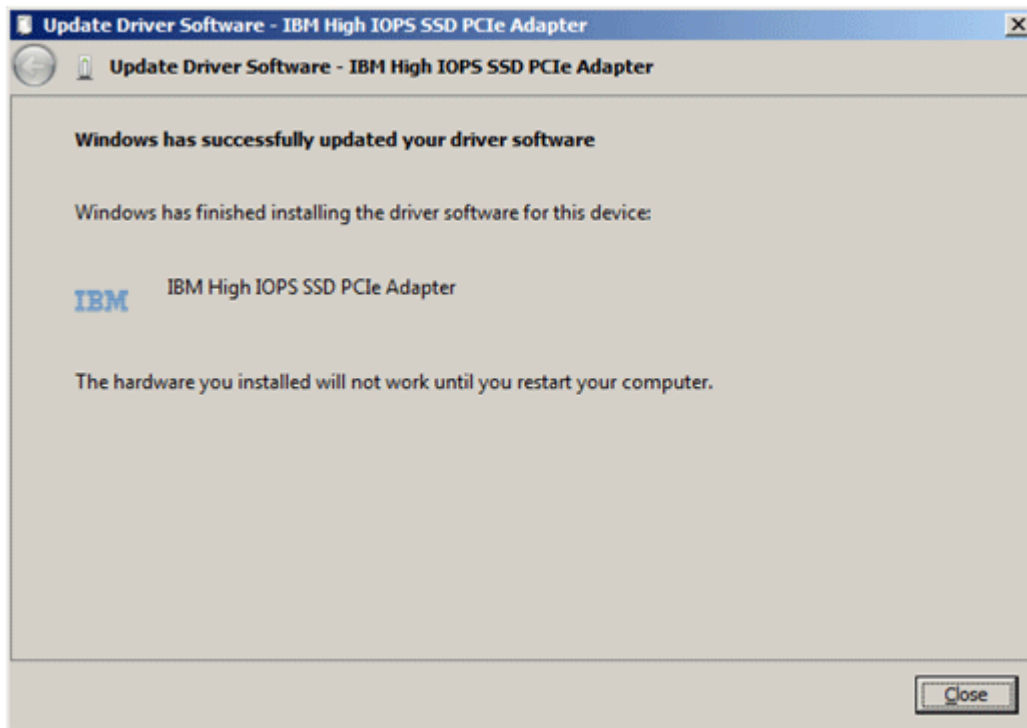 Update Driver Software - IBM High IOPS SSD PCIe Adapter
Update Driver Software - IBM High IOPS SSD PCIe Adapter
Windows has successfully updated your driver software
Windows has finished installing the driver software for this device:
IBM High IOPS SSD PCIe Adapter
IBM
The hardware you installed will not work until you restart your computer.
Close